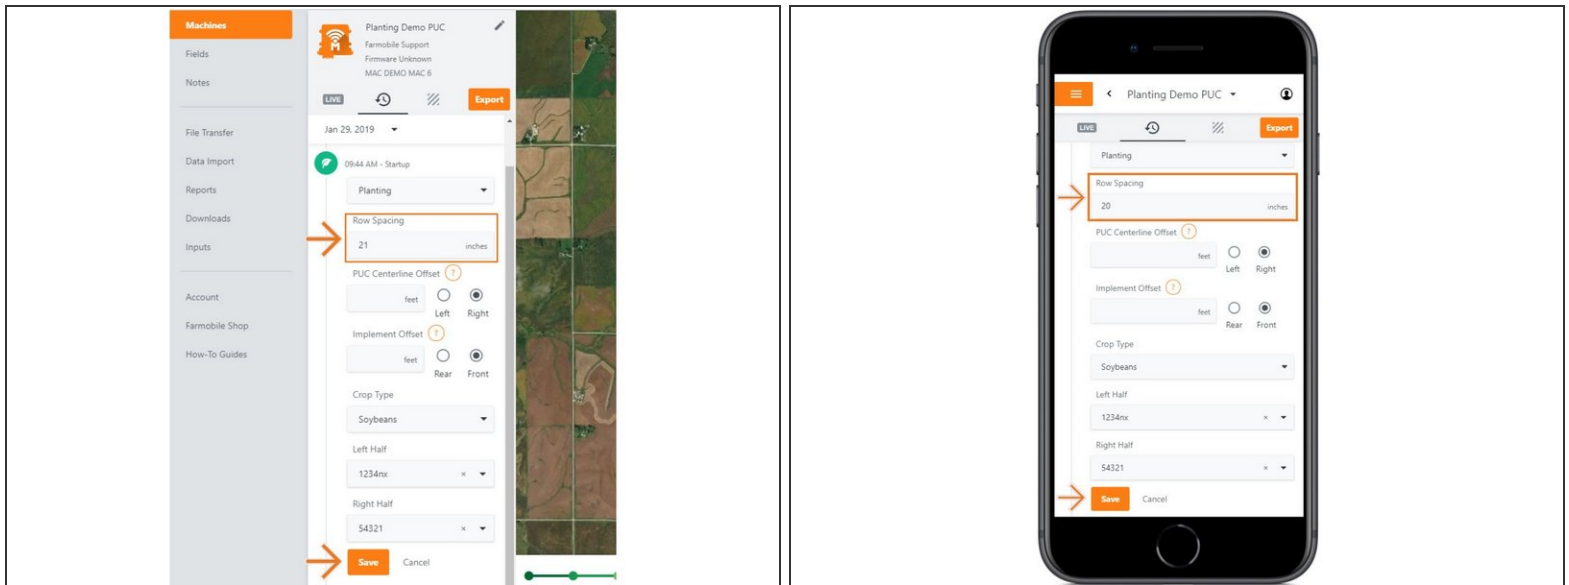 Machines
Fields
Notes
File Transfer
Data Import
Reports
Downloads
Inputs
Account
Farmobile Shop
How-To Guides
Planting Demo PUC
Farmobile Support
Firmware Unknown
MAC DEMO MAC 6
LIVE
Export
Jan 29, 2019
09:44 AM - Startup
Planting
Row Spacing
21 inches
PUC Centerline Offset ?
feet
Left Right
Implement Offset ?
feet
Rear Front
Crop Type
Soybeans
Left Half
1234nx ×
Right Half
54321 ×
Save Cancel
Planting Demo PUC
LIVE
Export
Planting
Row Spacing
20 inches
PUC Centerline Offset ?
feet
Left Right
Implement Offset ?
feet
Rear Front
Crop Type
Soybeans
Left Half
1234nx ×
Right Half
54321 ×
Save Cancel